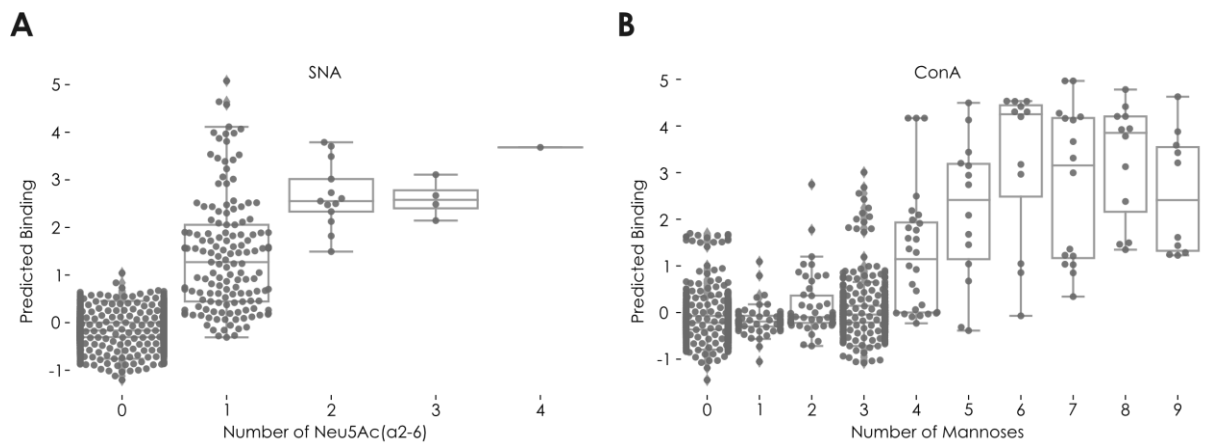 A
SNA
Predicted Binding
5
4
3
2
1
0
-1
0 1 2 3 4
Number of Neu5Ac(α2-6)
B
ConA
Predicted Binding
5
4
3
2
1
0
-1
0 1 2 3 4 5 6 7 8 9
Number of Mannoses